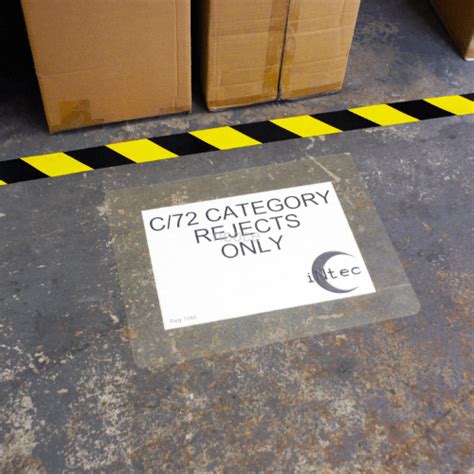 C/72 CATEGORY
REJECTS
ONLY
iNtec